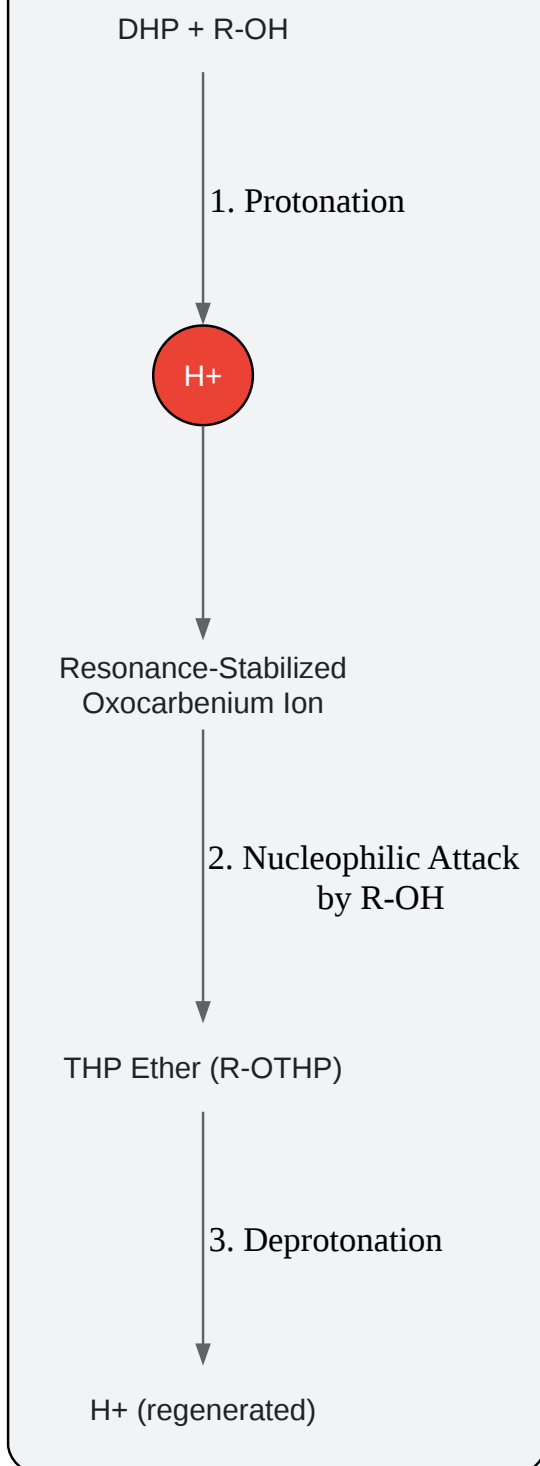 DHP + R-OH
1. Protonation
H+
Resonance-Stabilized
Oxocarbenium Ion
2. Nucleophilic Attack
by R-OH
THP Ether (R-OTHP)
3. Deprotonation
H+ (regenerated)